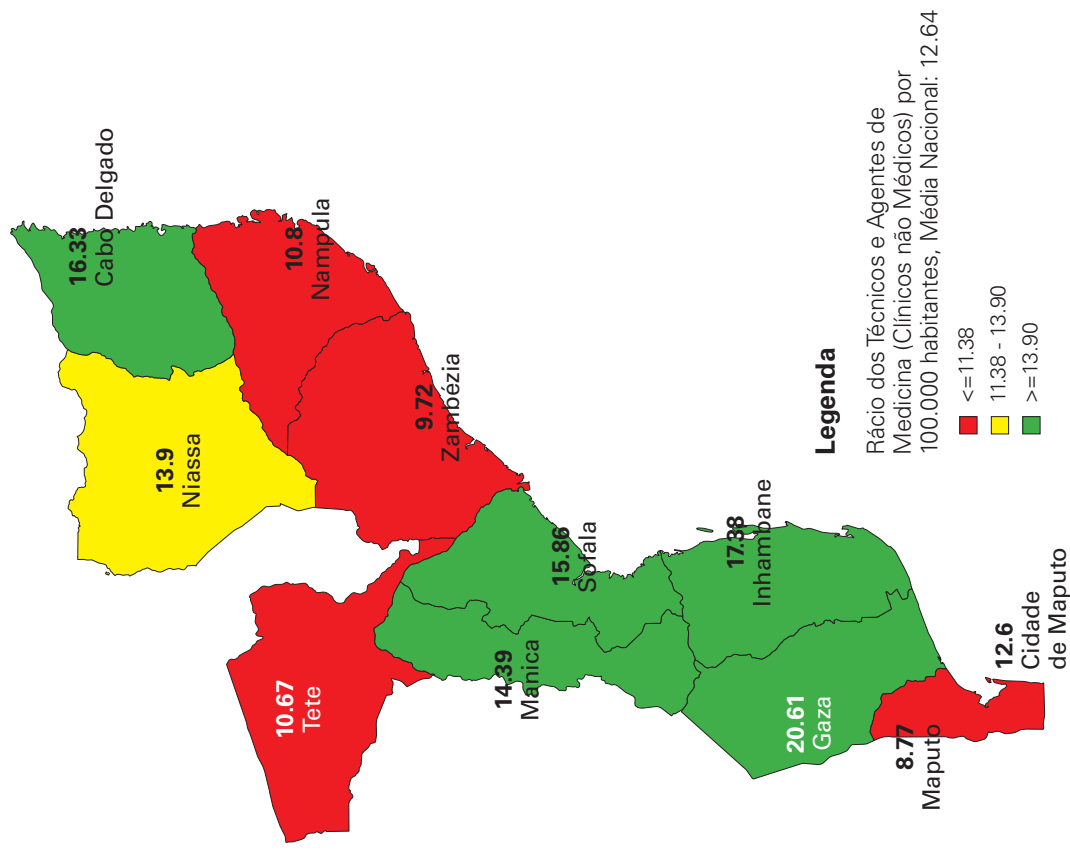 16.33
Cabo Delgado
13.9
Niassa
10.8
Nampula
9.72
Zambézia
10.67
Tete
14.39
Manica
15.86
Sofala
17.38
Inhambane
20.61
Gaza
8.77
Maputo
12.6
Cidade
de Maputo
Legenda
Rácio dos Técnicos e Agentes de
Medicina (Clínicos não Médicos) por
100.000 habitantes, Média Nacional: 12.64
<=11.38
11.38 - 13.90
>=13.90